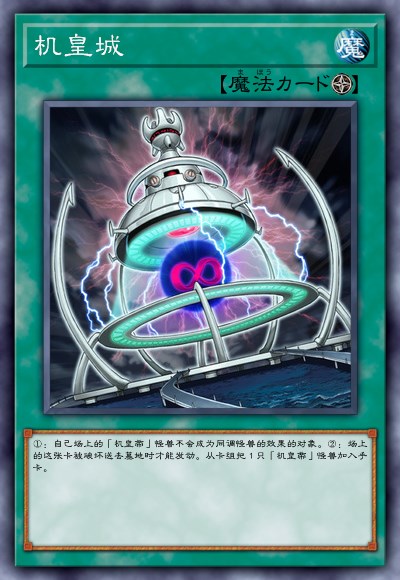 机皇城
魔
【魔法カード】
まほう
①：自己场上的「机皇帝」怪兽不会成为同调怪兽的效果的对象。②：场上
的这张卡被破坏送去墓地时才能发动。从卡组把1只「机皇帝」怪兽加入手
卡。